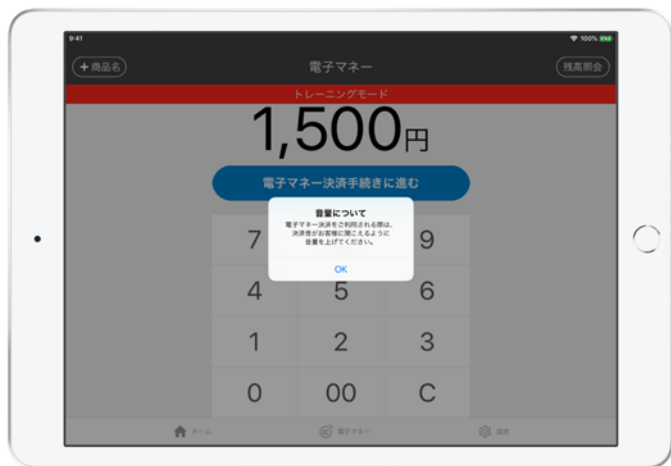 9:41
100%
+商品名
電子マネー
残高照会
トレーニングモード
1,500円
電子マネー決済手続きに進む
音量について
電子マネー決済をご利用される際は、
決済音がお客様に聞こえるように
音量を上げてください。
OK
7
9
4 5 6
1 2 3
0 00 C
ホーム
電子マネー
設定